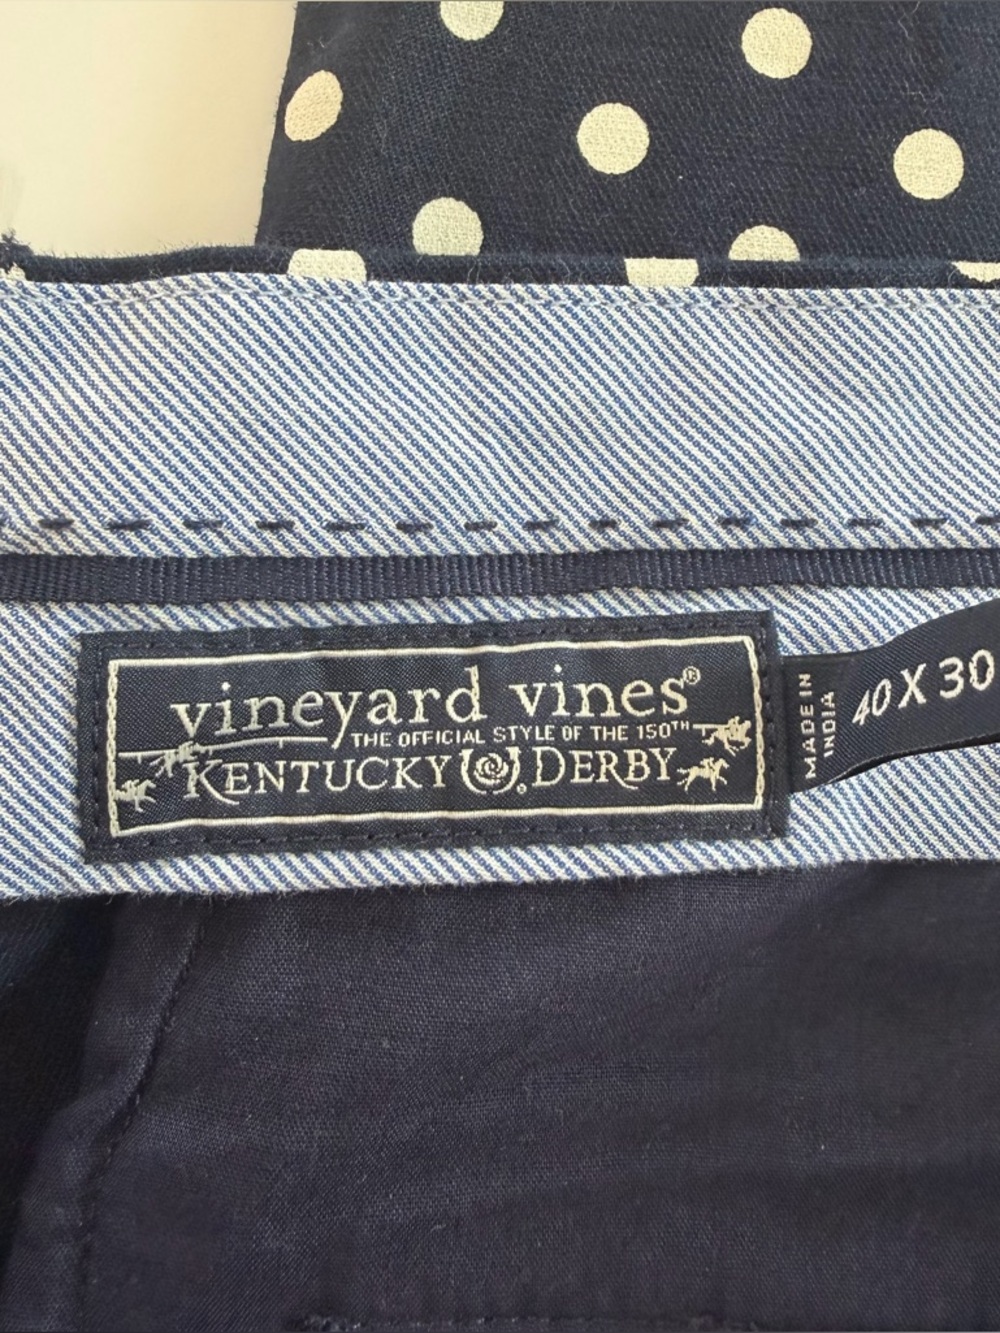 vineyard vines®
THE OFFICIAL STYLE OF THE 150TH
KENTUCKY DERBY®
MADE IN
INDIA
40 X 30